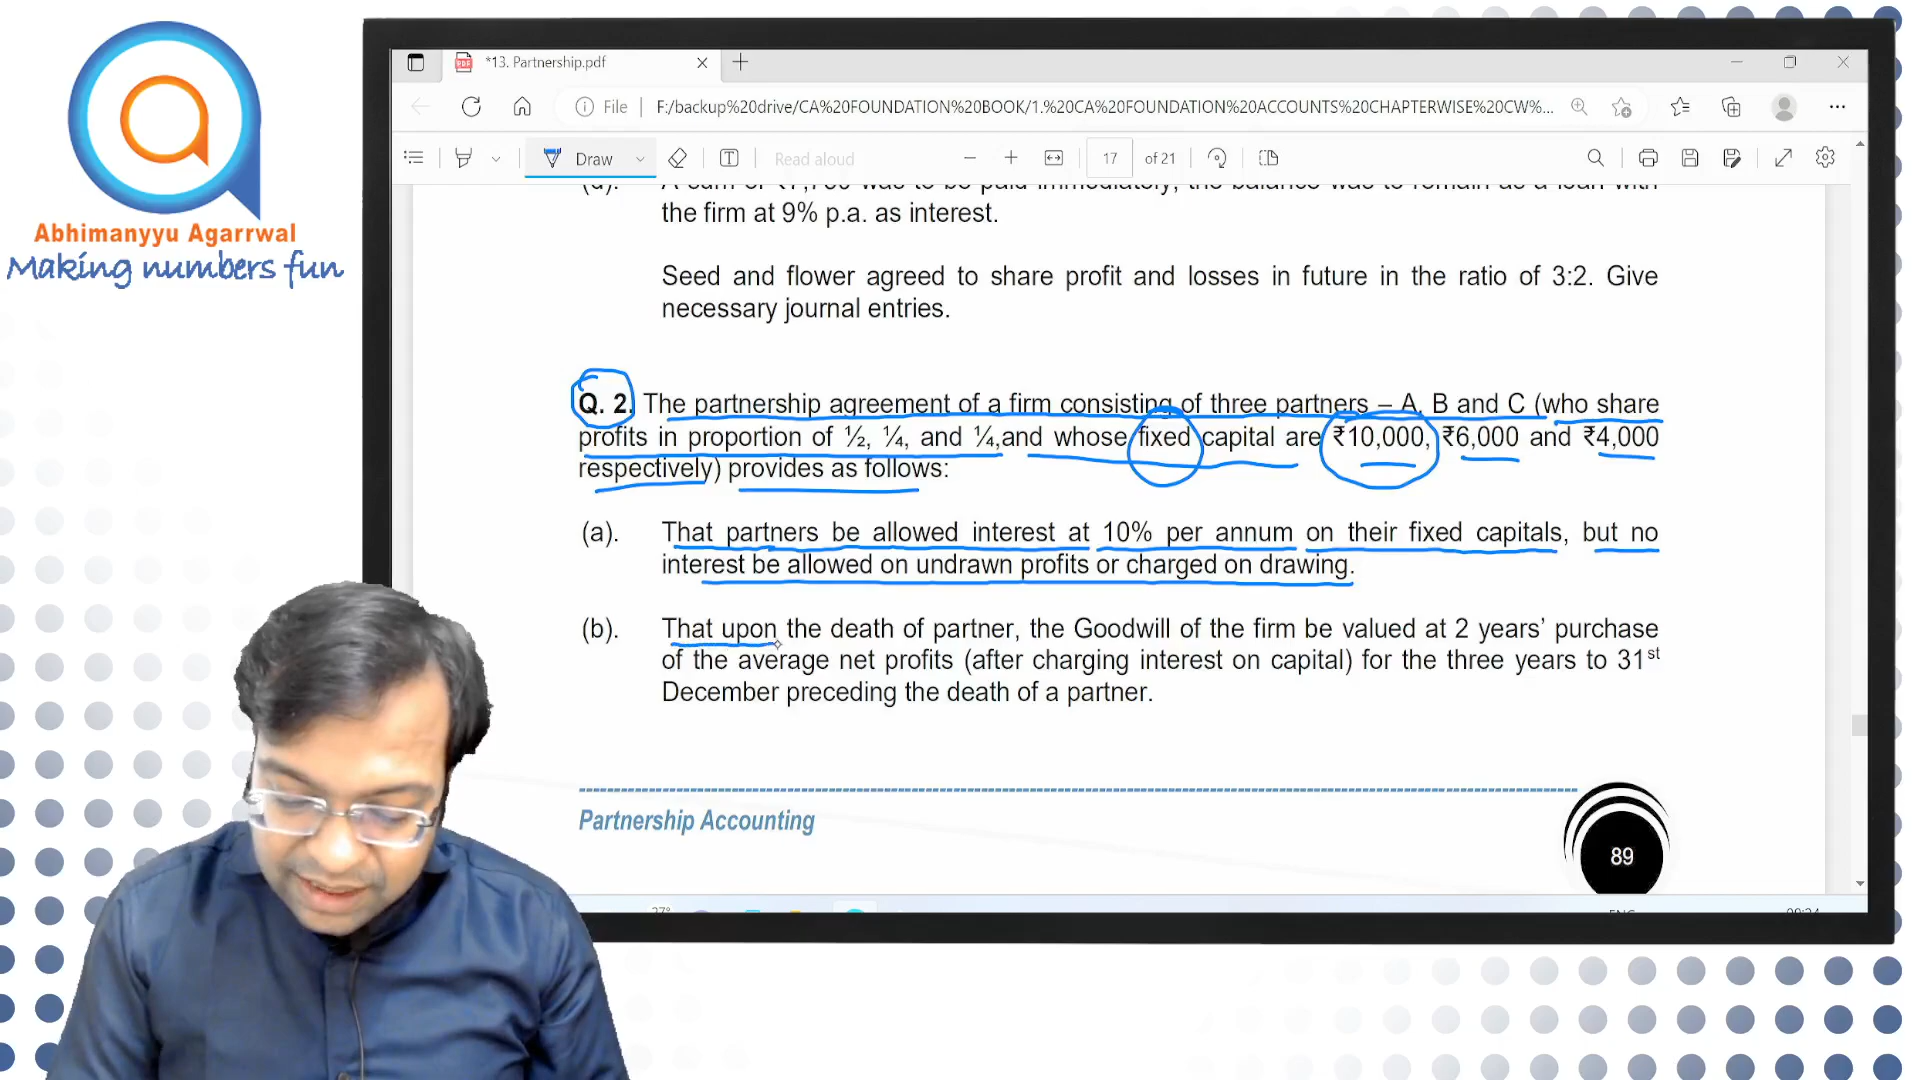 Abhimanyyu Agarrwal
Making numbers fun
*13. Partnership.pdf
File
F:/backup%20drive/CA%20FOUNDATION%20BOOK/1.%20CA%20FOUNDATION%20ACCOUNTS%20CHAPTERWISE%20CW%...
Draw
Read aloud
17 of 21
the firm at 9% p.a. as interest.
Seed and flower agreed to share profit and losses in future in the ratio of 3:2. Give
necessary journal entries.
Q. 2. The partnership agreement of a firm consisting of three partners – A, B and C (who share
profits in proportion of ½, ¼, and ¼,and whose fixed capital are ₹10,000, ₹6,000 and ₹4,000
respectively) provides as follows:
(a). That partners be allowed interest at 10% per annum on their fixed capitals, but no
interest be allowed on undrawn profits or charged on drawing.
(b). That upon the death of partner, the Goodwill of the firm be valued at 2 years’ purchase
of the average net profits (after charging interest on capital) for the three years to 31st
December preceding the death of a partner.
Partnership Accounting
89